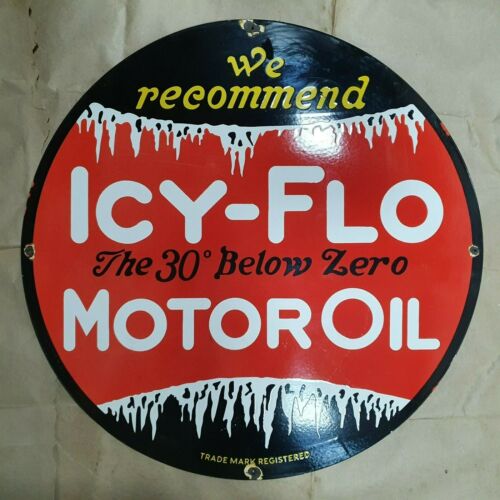 We
recommend
ICY-FLO
The 30° Below Zero
MOTOR OIL
TRADE MARK REGISTERED